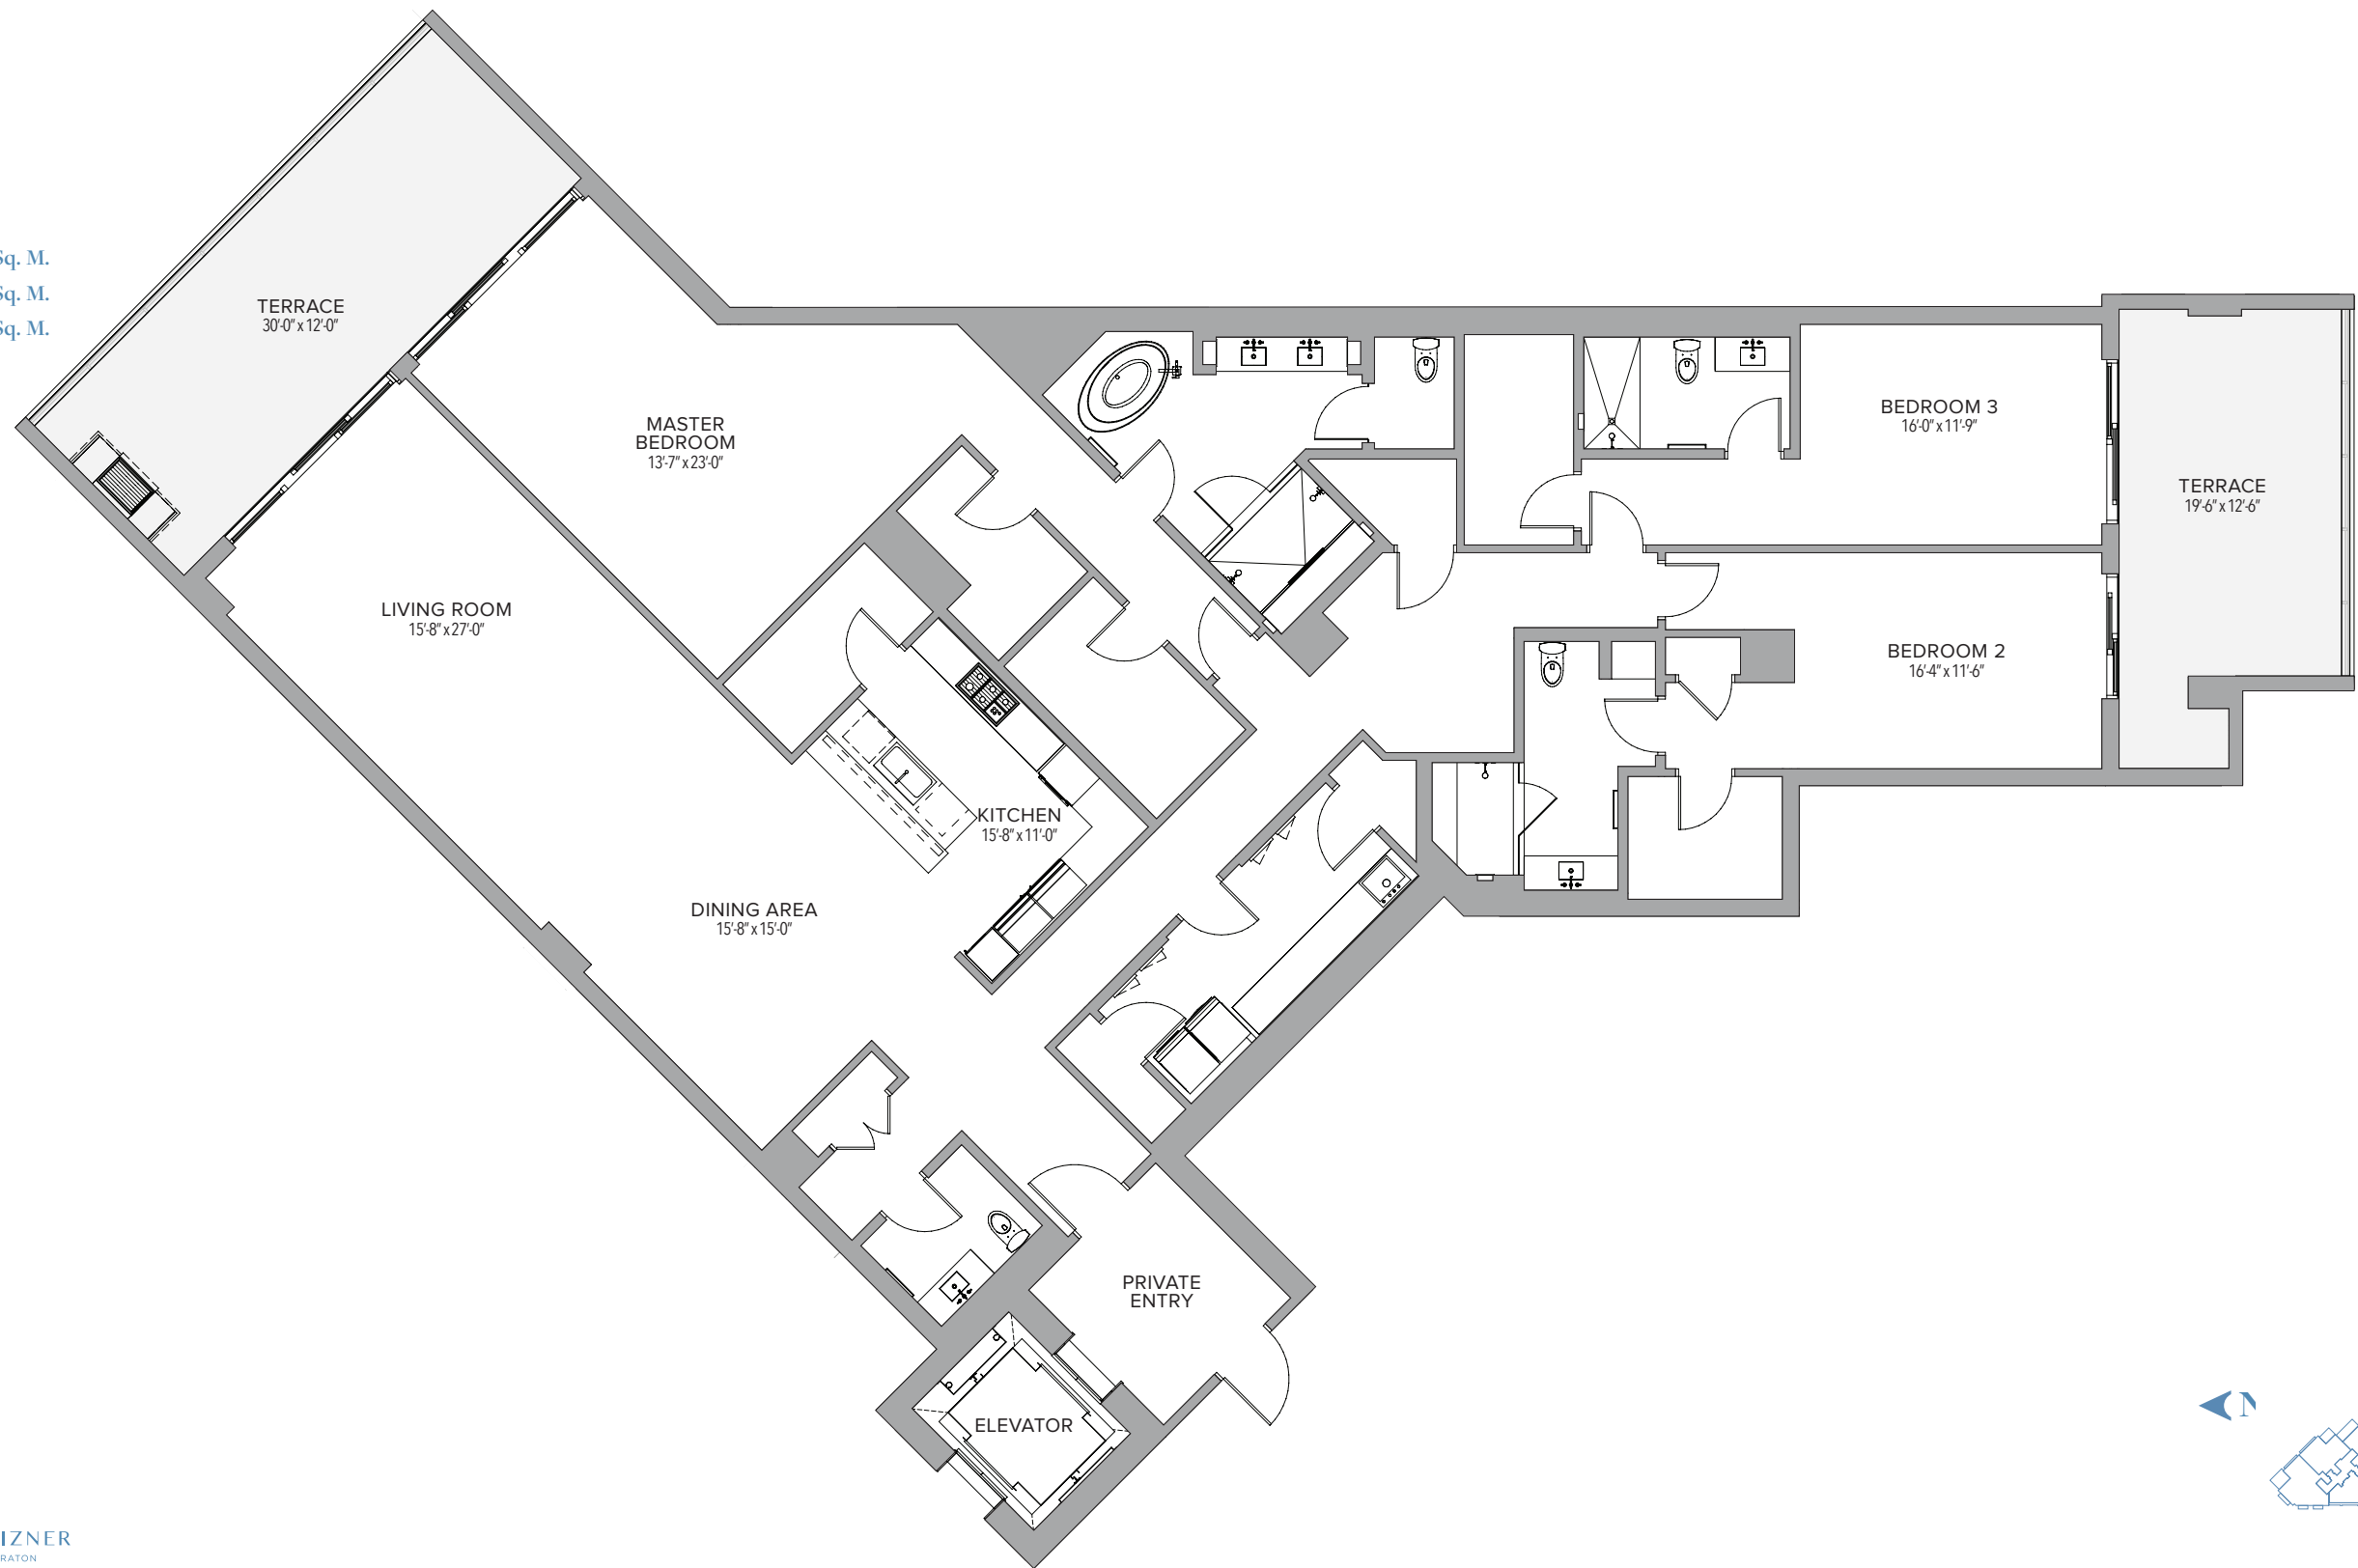 Sq. M.
Sq. M.
Sq. M.
TERRACE
30'-0" x 12'-0"
MASTER
BEDROOM
13'-7" x 23'-0"
LIVING ROOM
15'-8" x 27'-0"
KITCHEN
15'-8" x 11'-0"
DINING AREA
15'-8" x 15'-0"
BEDROOM 3
16'-0" x 11'-9"
TERRACE
19'-6" x 12'-6"
BEDROOM 2
16'-4" x 11'-6"
PRIVATE
ENTRY
ELEVATOR
N
IZNER
RATON